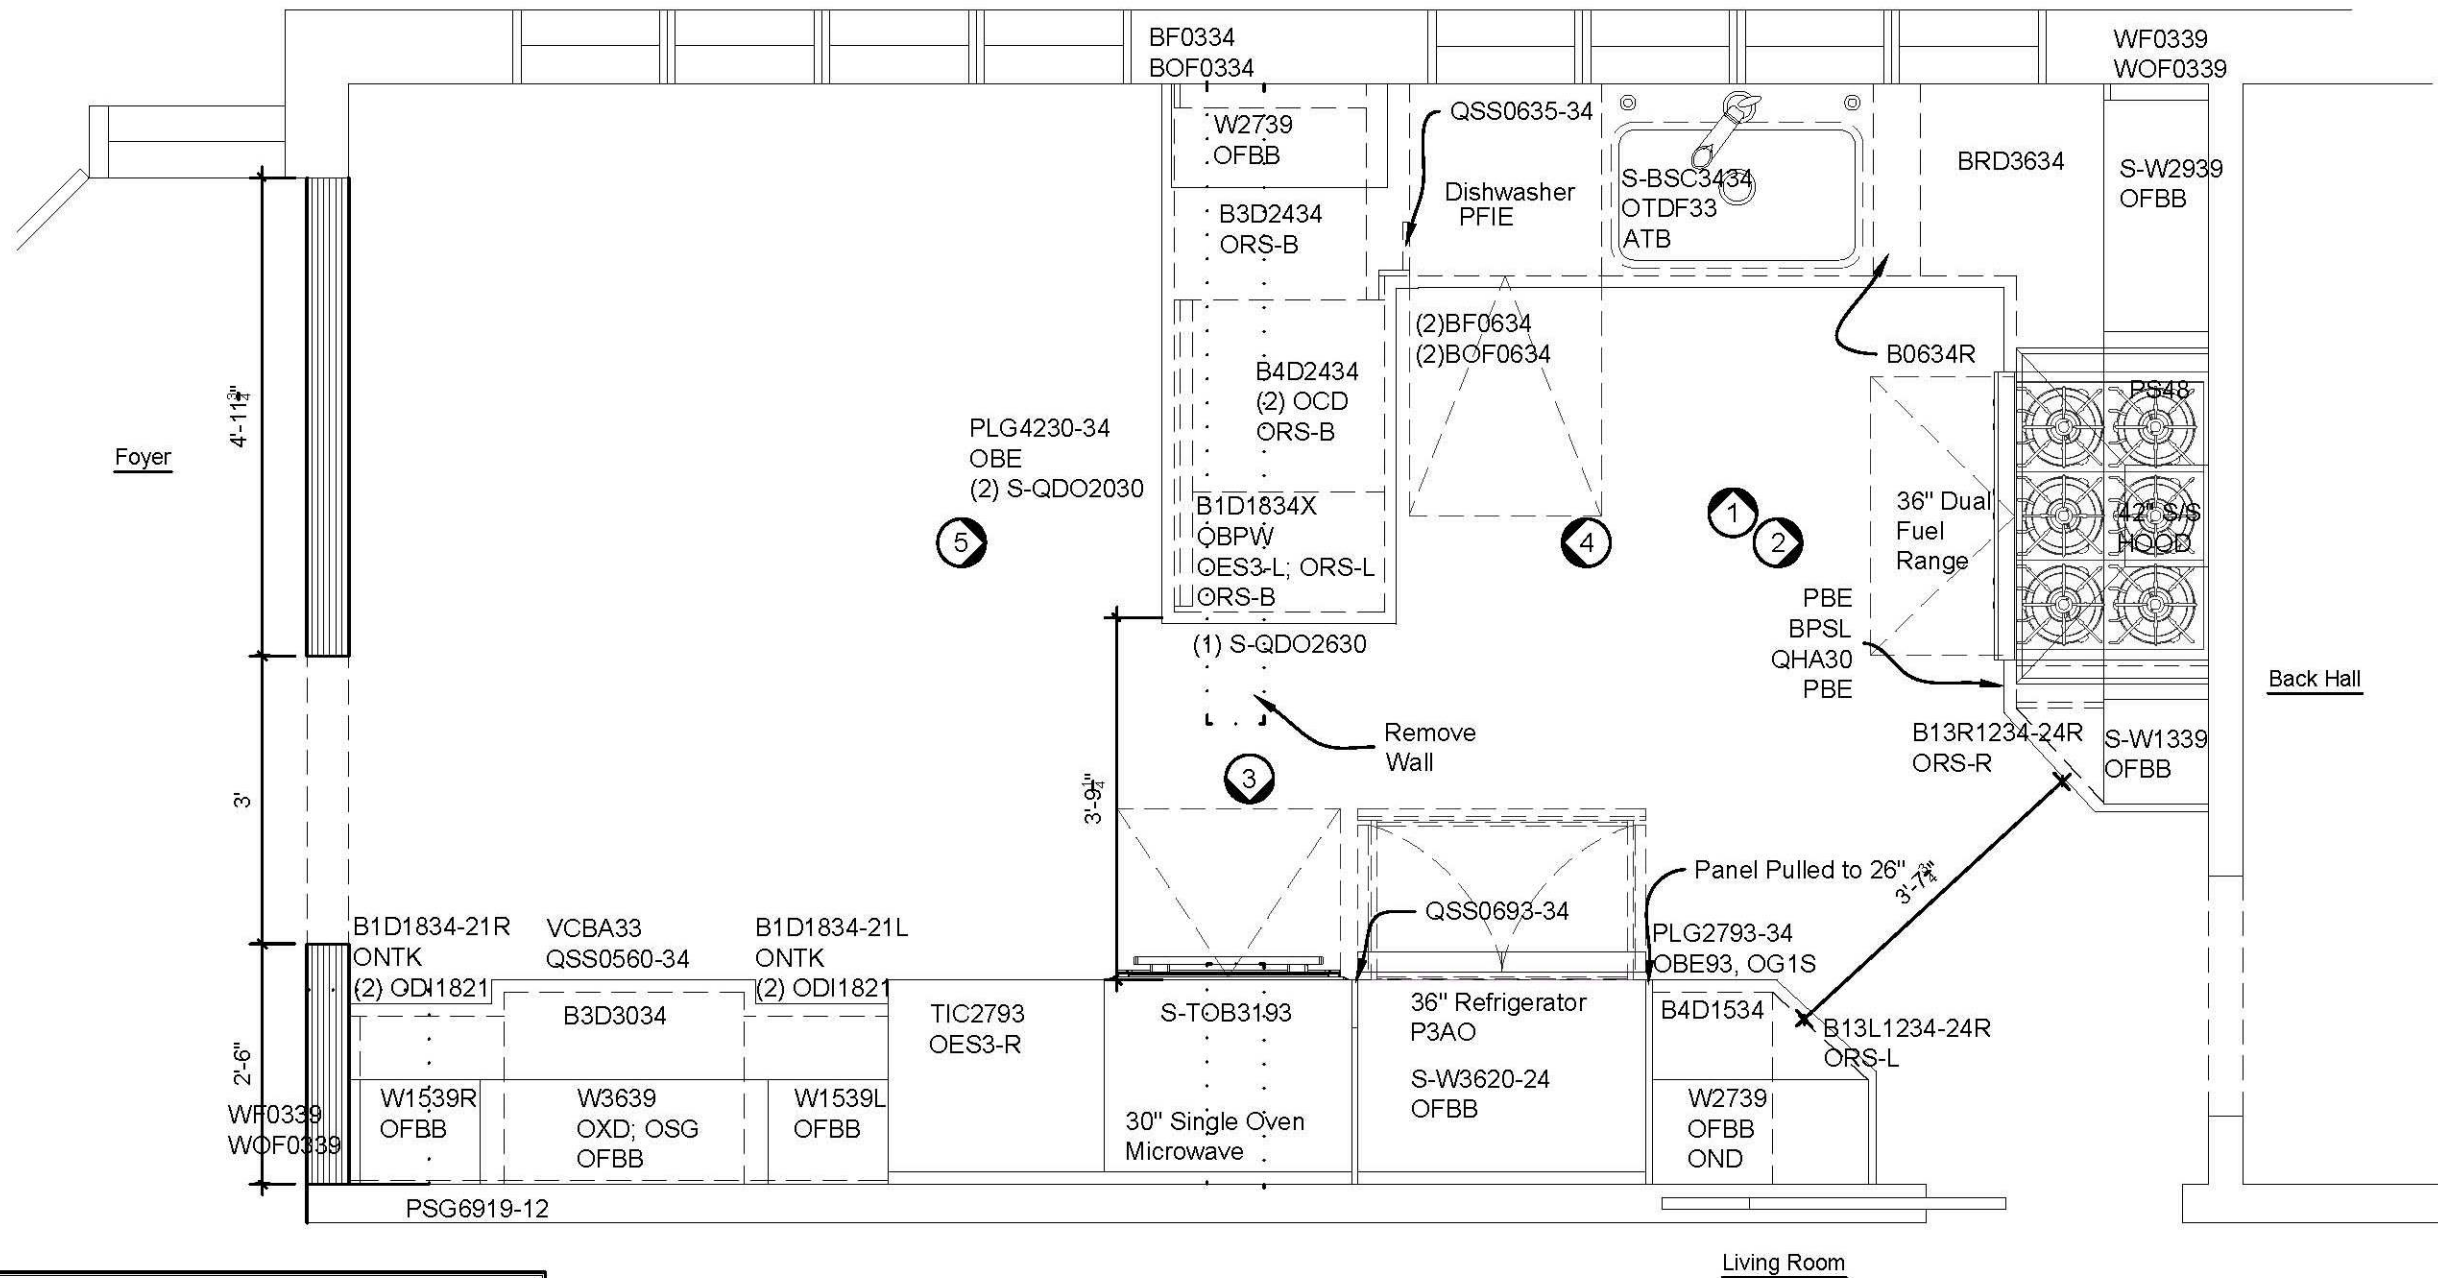 BF0334
BOF0334
WF0339
WOF0339
W2739
OFBB
QSS0635-34
BRD3634
S-W2939
OFBB
Dishwasher
PFIE
S-BSC3434
OTDF33
ATB
B3D2434
ORS-B
(2)BF0634
(2)BOF0634
B0634R
B4D2434
(2) OCD
ORS-B
PS48
4'-11 3/4"
Foyer
PLG4230-34
OBE
(2) S-QDO2030
B1D1834X
OBPW
OES3-L; ORS-L
ORS-B
5
4
1
2
36" Dual
Fuel
Range
42" S/S
HOOD
PBE
BPSL
QHA30
PBE
(1) S-QDO2630
Back Hall
Remove
Wall
B13R1234-24R
ORS-R
S-W1339
OFBB
3
3'
3'-9 1/4"
Panel Pulled to 26"
3'-7 3/4"
QSS0693-34
B1D1834-21R
ONTK
(2) ODI1821
VCBA33
QSS0560-34
B1D1834-21L
ONTK
(2) ODI1821
PLG2793-34
OBE93, OG1S
B3D3034
TIC2793
OES3-R
S-TOB3193
36" Refrigerator
P3AO
B4D1534
B13L1234-24R
ORS-L
2'-6"
S-W3620-24
OFBB
WF0339
WOF0339
W1539R
OFBB
W3639
OXD; OSG
OFBB
W1539L
OFBB
30" Single Oven
Microwave
W2739
OFBB
OND
PSG6919-12
Living Room